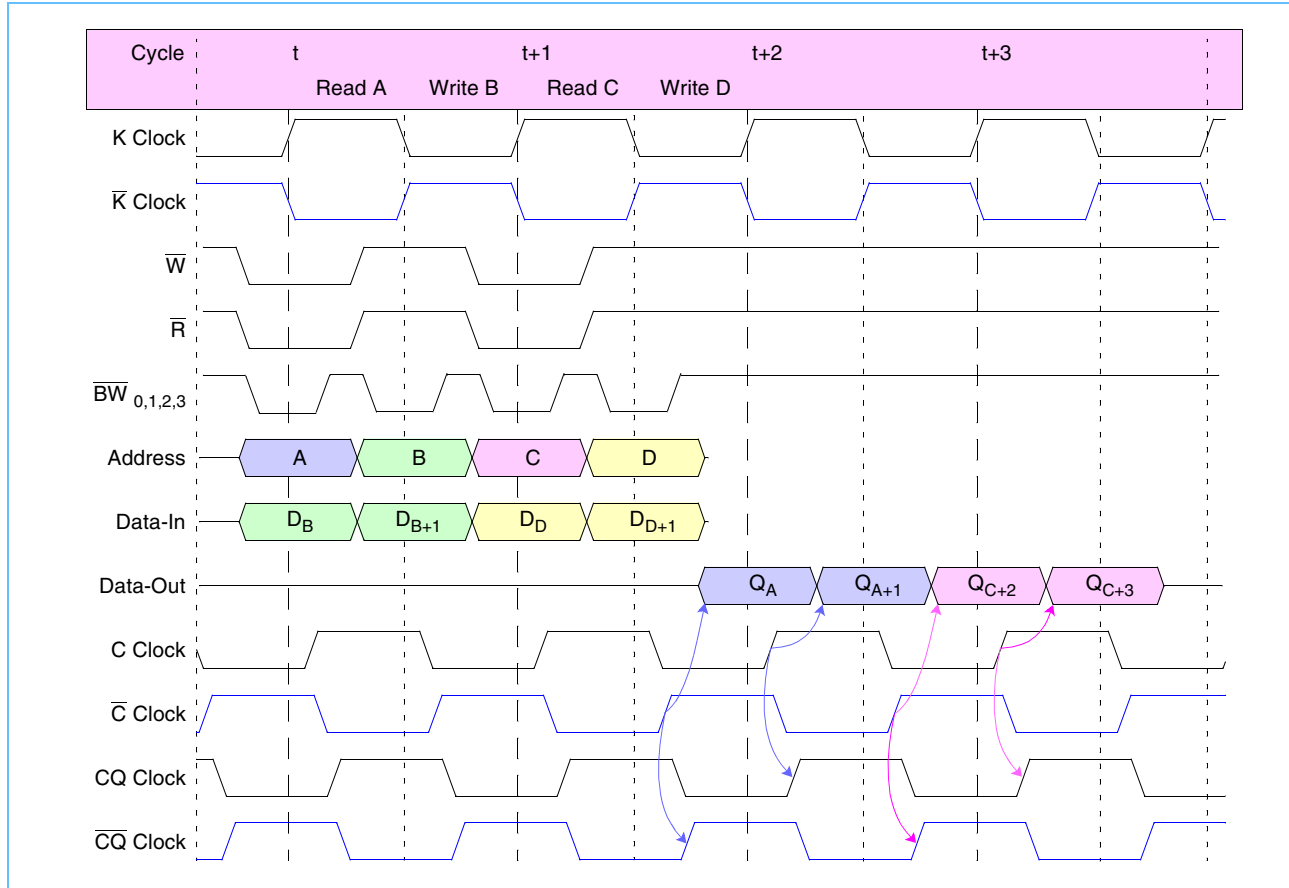 Cycle t t+1 t+2 t+3
Read A Write B Read C Write D
K Clock
K̅ Clock
W̅
R̅
B̅W̅ 0,1,2,3
Address A B C D
Data-In D_B D_B+1 D_D D_D+1
Data-Out Q_A Q_A+1 Q_C+2 Q_C+3
C Clock
C̅ Clock
CQ Clock
C̅Q̅ Clock